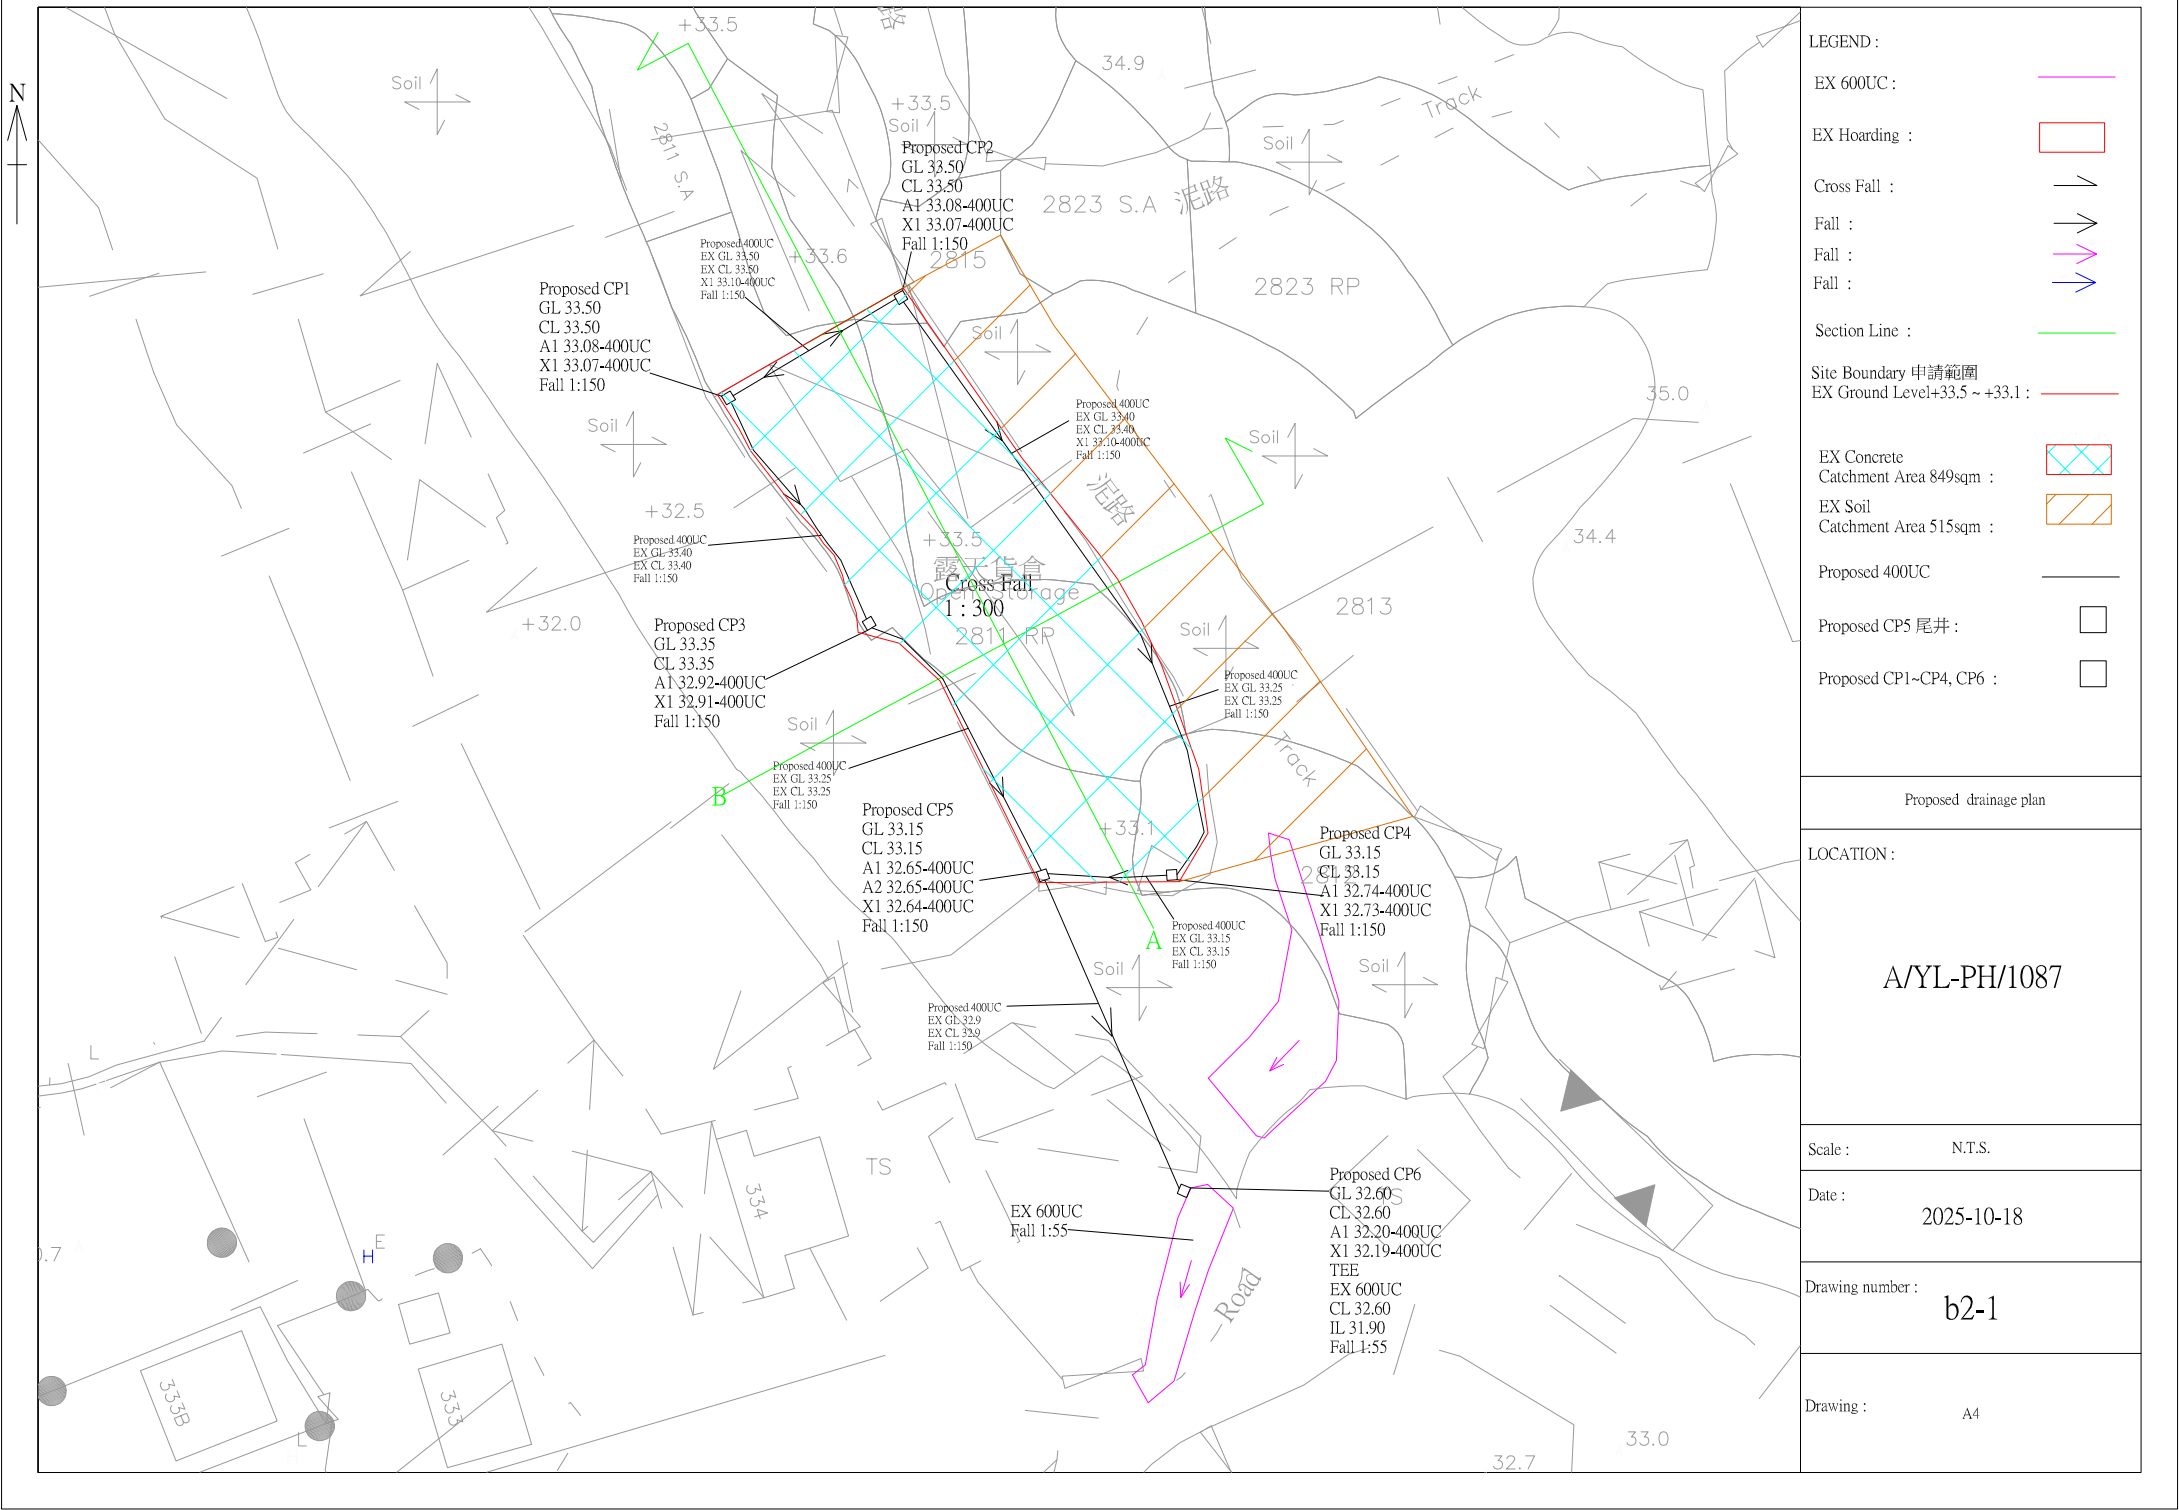 N
路
+33.5
34.9
Soil
+33.5
Soil
Track
Soil
2811 S.A
Proposed CP2
GL 33.50
CL 33.50
A1 33.08-400UC
X1 33.07-400UC
Fall 1:150
2823 S.A
泥路
Proposed 400UC
EX GL 33.50
EX CL 33.50
X1 33.10-400UC
Fall 1:150
+33.6
2815
2823 RP
Proposed CP1
GL 33.50
CL 33.50
A1 33.08-400UC
X1 33.07-400UC
Fall 1:150
Soil
35.0
Soil
Proposed 400UC
EX GL 33.40
EX CL 33.40
X1 33.10-400UC
Fall 1:150
Soil
泥路
+32.5
Proposed 400UC
EX GL 33.40
EX CL 33.40
Fall 1:150
+33.5
34.4
露天貨倉
Open Storage
Cross Fall
1 : 300
2811 RP
2813
+32.0
Proposed CP3
GL 33.35
CL 33.35
A1 32.92-400UC
X1 32.91-400UC
Fall 1:150
Soil
Proposed 400UC
EX GL 33.25
EX CL 33.25
Fall 1:150
Soil
Track
Proposed 400UC
EX GL 33.25
EX CL 33.25
Fall 1:150
B
Proposed CP5
GL 33.15
CL 33.15
A1 32.65-400UC
A2 32.65-400UC
X1 32.64-400UC
Fall 1:150
+33.1
Proposed CP4
GL 33.15
CL 33.15
A1 32.74-400UC
X1 32.73-400UC
Fall 1:150
2812
A
Proposed 400UC
EX GL 33.15
EX CL 33.15
Fall 1:150
Soil
Soil
Proposed 400UC
EX GL 32.9
EX CL 32.9
Fall 1:150
L
TS
334
EX 600UC
Fall 1:55
Proposed CP6
GL 32.60
CL 32.60
A1 32.20-400UC
X1 32.19-400UC
TEE
EX 600UC
CL 32.60
IL 31.90
Fall 1:55
TS
Road
E
H
333B
333
L
33.0
32.7
LEGEND :
EX 600UC :
EX Hoarding :
Cross Fall :
Fall :
Fall :
Fall :
Section Line :
Site Boundary 申請範圍
EX Ground Level+33.5 ~ +33.1 :
EX Concrete
Catchment Area 849sqm :
EX Soil
Catchment Area 515sqm :
Proposed 400UC
Proposed CP5 尾井 :
Proposed CP1~CP4, CP6 :
Proposed drainage plan
LOCATION :
A/YL-PH/1087
Scale : N.T.S.
Date :
2025-10-18
Drawing number :
b2-1
Drawing : A4